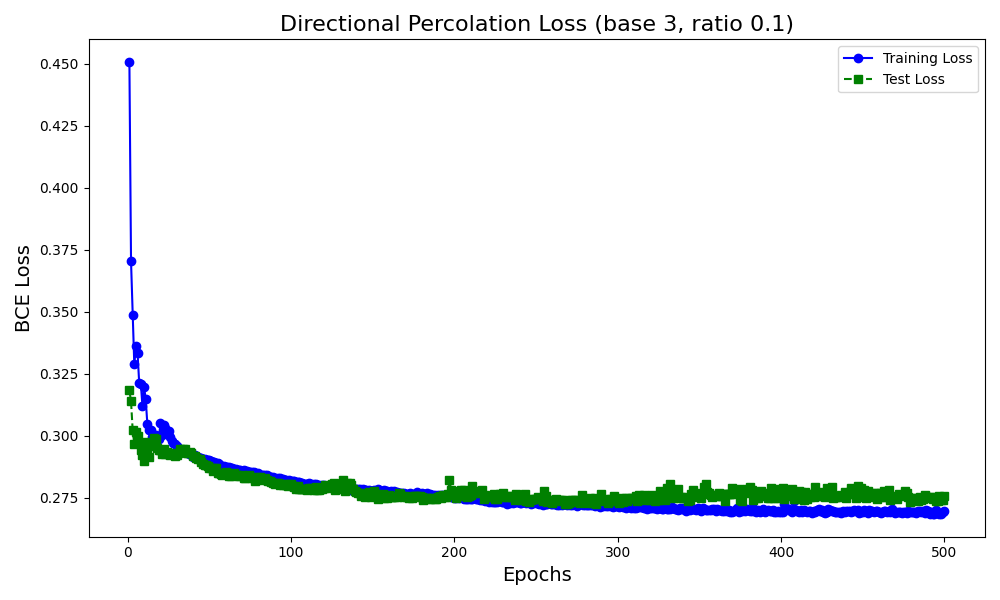 Directional Percolation Loss (base 3, ratio 0.1)
Training Loss
Test Loss
BCE Loss
0.450
0.425
0.400
0.375
0.350
0.325
0.300
0.275
0 100 200 300 400 500
Epochs